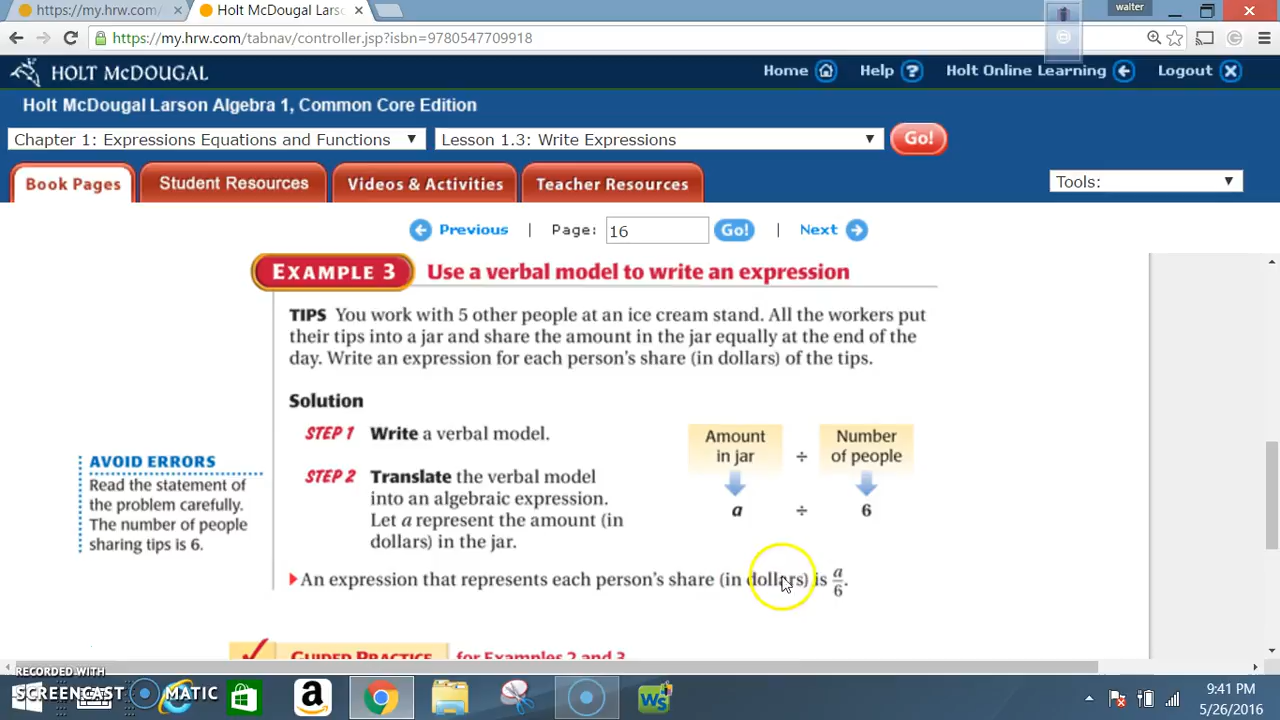 https://my.hrw.com/tabnav/ ×
Holt McDougal Lars ×
walter
https://my.hrw.com/tabnav/controller.jsp?isbn=9780547709918
HOLT MCDOUGAL
Home
Help ?
Holt Online Learning
Logout X
Holt McDougal Larson Algebra 1, Common Core Edition
Chapter 1: Expressions Equations and Functions
Lesson 1.3: Write Expressions
Go!
Book Pages
Student Resources
Videos & Activities
Teacher Resources
Tools:
Previous | Page: 16 Go! | Next
EXAMPLE 3 Use a verbal model to write an expression
TIPS You work with 5 other people at an ice cream stand. All the workers put
their tips into a jar and share the amount in the jar equally at the end of the
day. Write an expression for each person's share (in dollars) of the tips.
Solution
STEP 1 Write a verbal model.
Amount
in jar
÷
Number
of people
STEP 2 Translate the verbal model
into an algebraic expression.
Let a represent the amount (in
dollars) in the jar.
a ÷ 6
AVOID ERRORS
Read the statement of
the problem carefully.
The number of people
sharing tips is 6.
An expression that represents each person's share (in dollars) is a/6.
GUIDED PRACTICE for Examples 2 and 3
RECORDED WITH
SCREENCAST MATIC
9:41 PM
5/26/2016